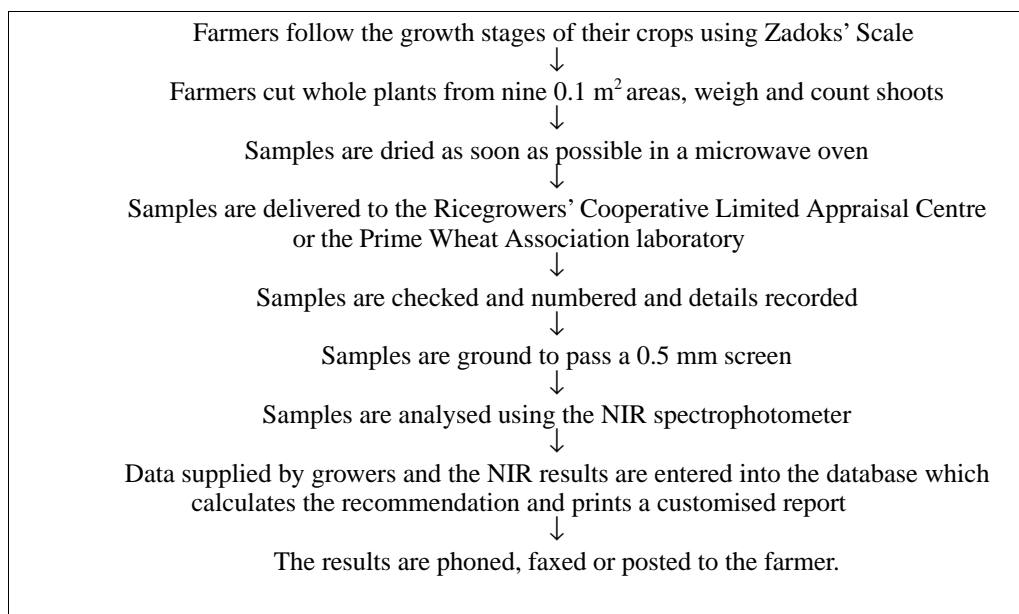 Farmers follow the growth stages of their crops using Zadoks’ Scale
↓
Farmers cut whole plants from nine 0.1 m² areas, weigh and count shoots
↓
Samples are dried as soon as possible in a microwave oven
↓
Samples are delivered to the Ricegrowers’ Cooperative Limited Appraisal Centre
or the Prime Wheat Association laboratory
↓
Samples are checked and numbered and details recorded
↓
Samples are ground to pass a 0.5 mm screen
↓
Samples are analysed using the NIR spectrophotometer
↓
Data supplied by growers and the NIR results are entered into the database which
calculates the recommendation and prints a customised report
↓
The results are phoned, faxed or posted to the farmer.